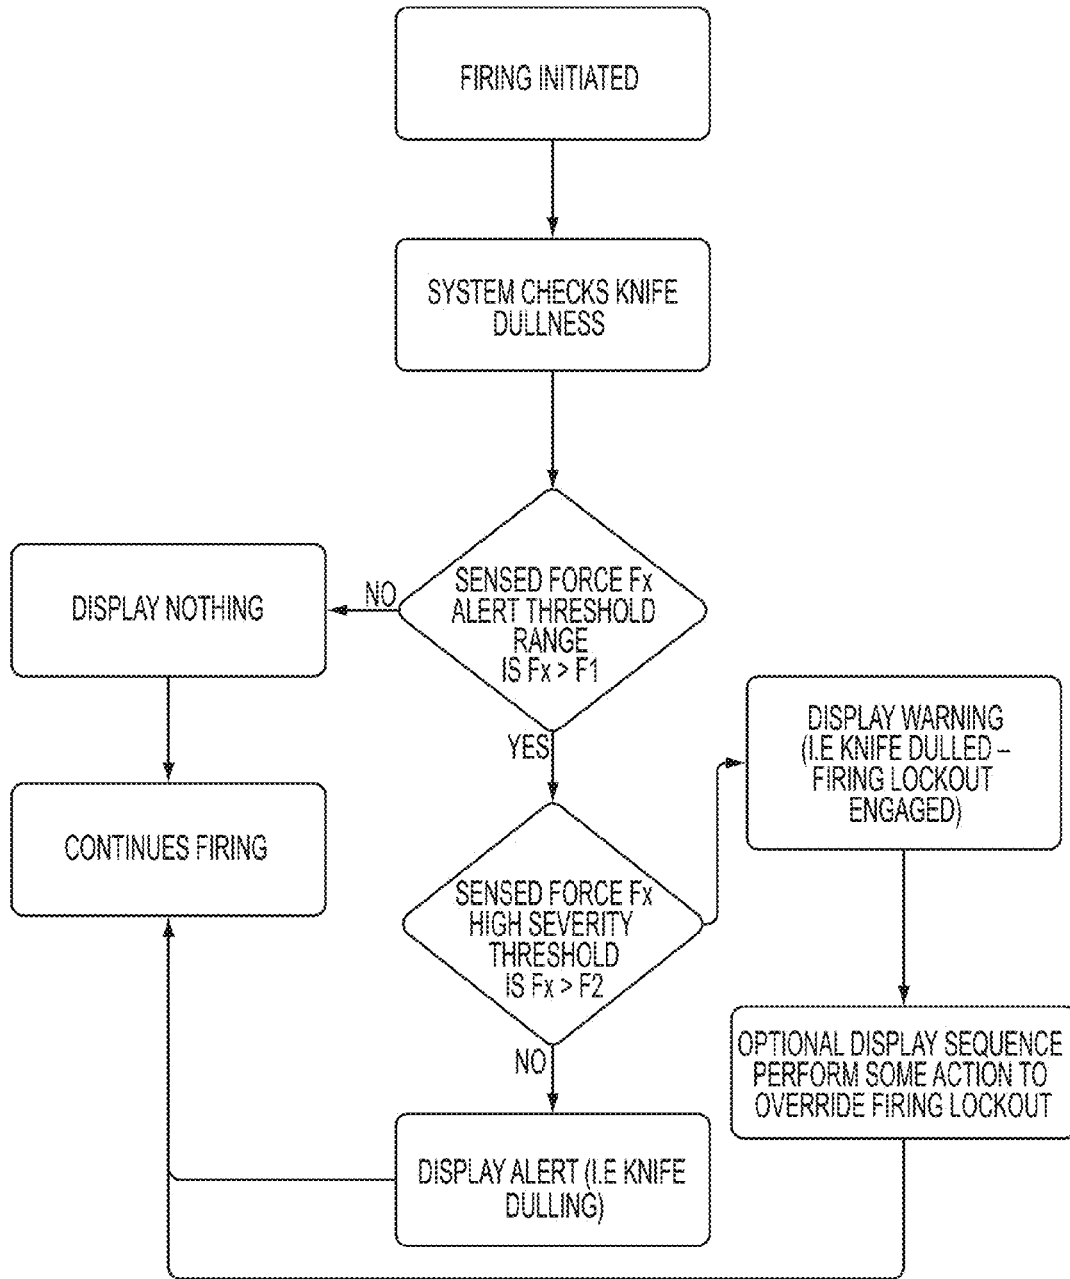 FIRING INITIATED
SYSTEM CHECKS KNIFE
DULLNESS
SENSED FORCE Fx
ALERT THRESHOLD
RANGE
IS Fx > F1
NO
DISPLAY NOTHING
CONTINUES FIRING
YES
SENSED FORCE Fx
HIGH SEVERITY
THRESHOLD
IS Fx > F2
DISPLAY WARNING
(I.E KNIFE DULLED –
FIRING LOCKOUT
ENGAGED)
OPTIONAL DISPLAY SEQUENCE
PERFORM SOME ACTION TO
OVERRIDE FIRING LOCKOUT
NO
DISPLAY ALERT (I.E KNIFE
DULLING)